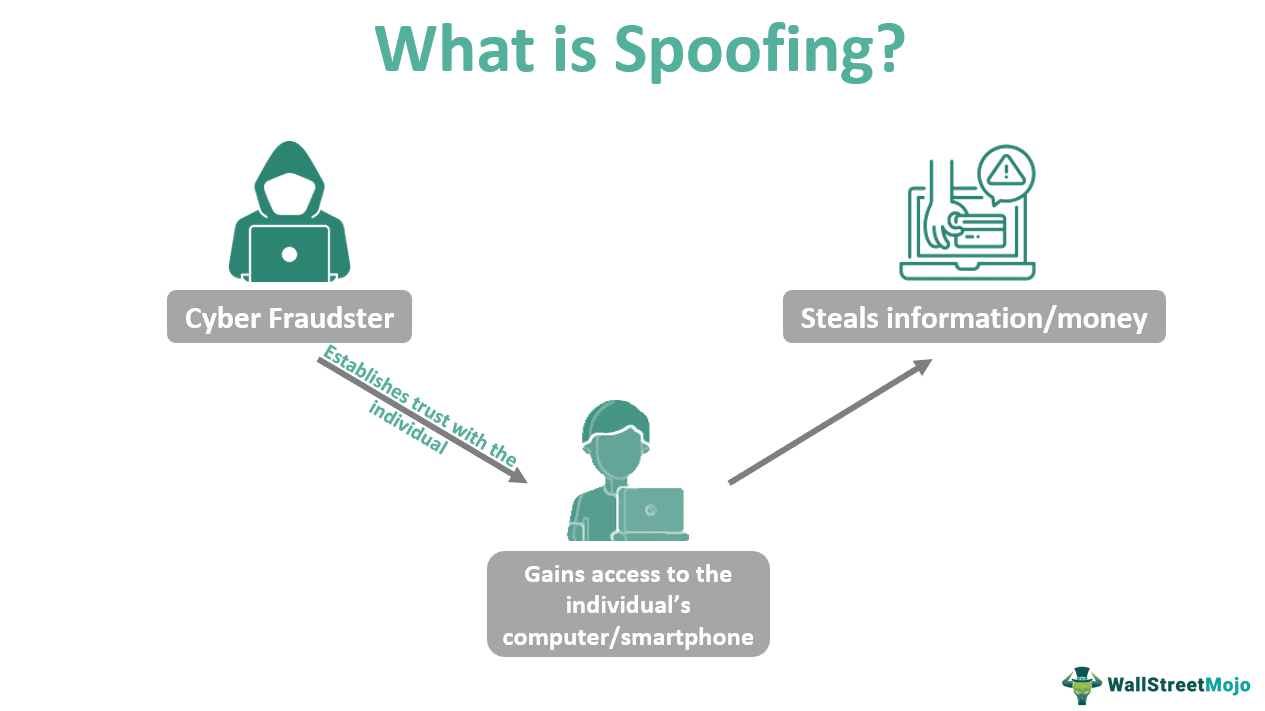 What is Spoofing?
Cyber Fraudster
Steals information/money
Establishes trust with the
individual
Gains access to the
individual’s
computer/smartphone
WallStreetMojo